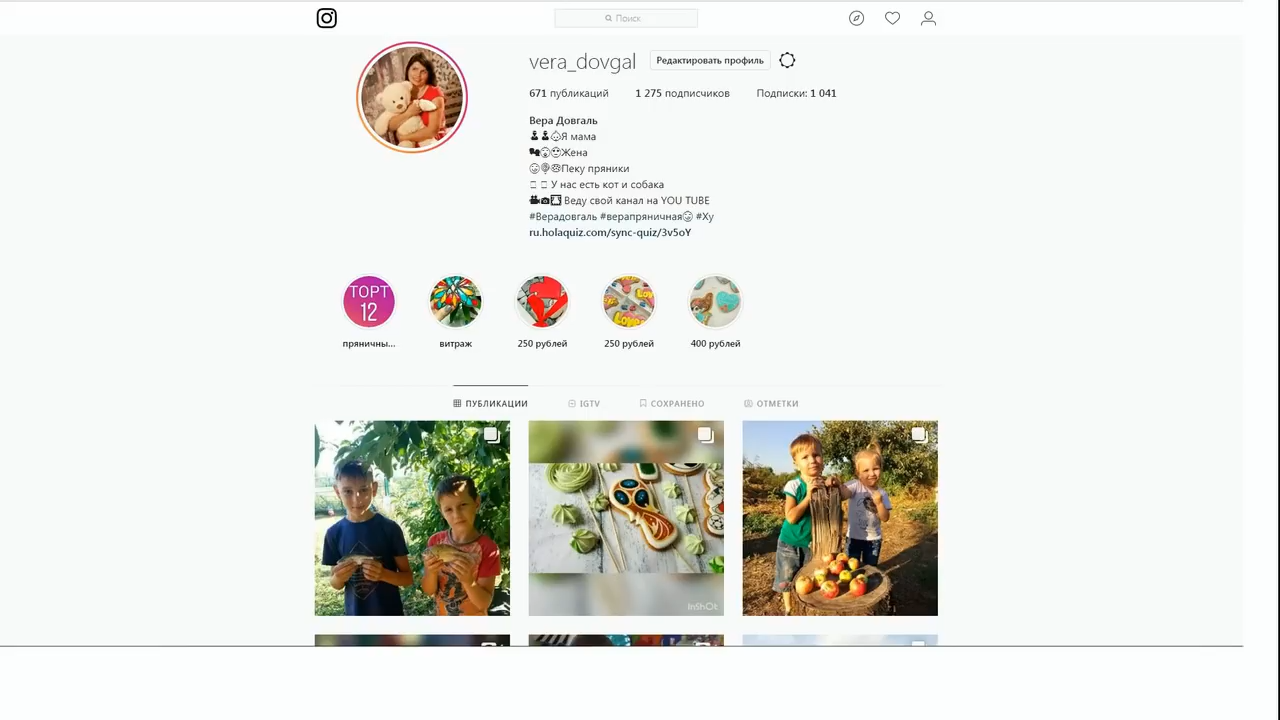 Поиск
vera_dovgal Редактировать профиль
671 публикаций 1 275 подписчиков Подписки: 1 041
Вера Довгаль
Я мама
Жена
Пеку пряники
У нас есть кот и собака
Веду свой канал на YOU TUBE
#Верадовгаль #верапряничная #Ху
ru.holaquiz.com/sync-quiz/3v5oY
ТОРТ
12
Love
пряничны... витраж 250 рублей 250 рублей 400 рублей
ПУБЛИКАЦИИ IGTV СОХРАНЕНО ОТМЕТКИ
InShOt